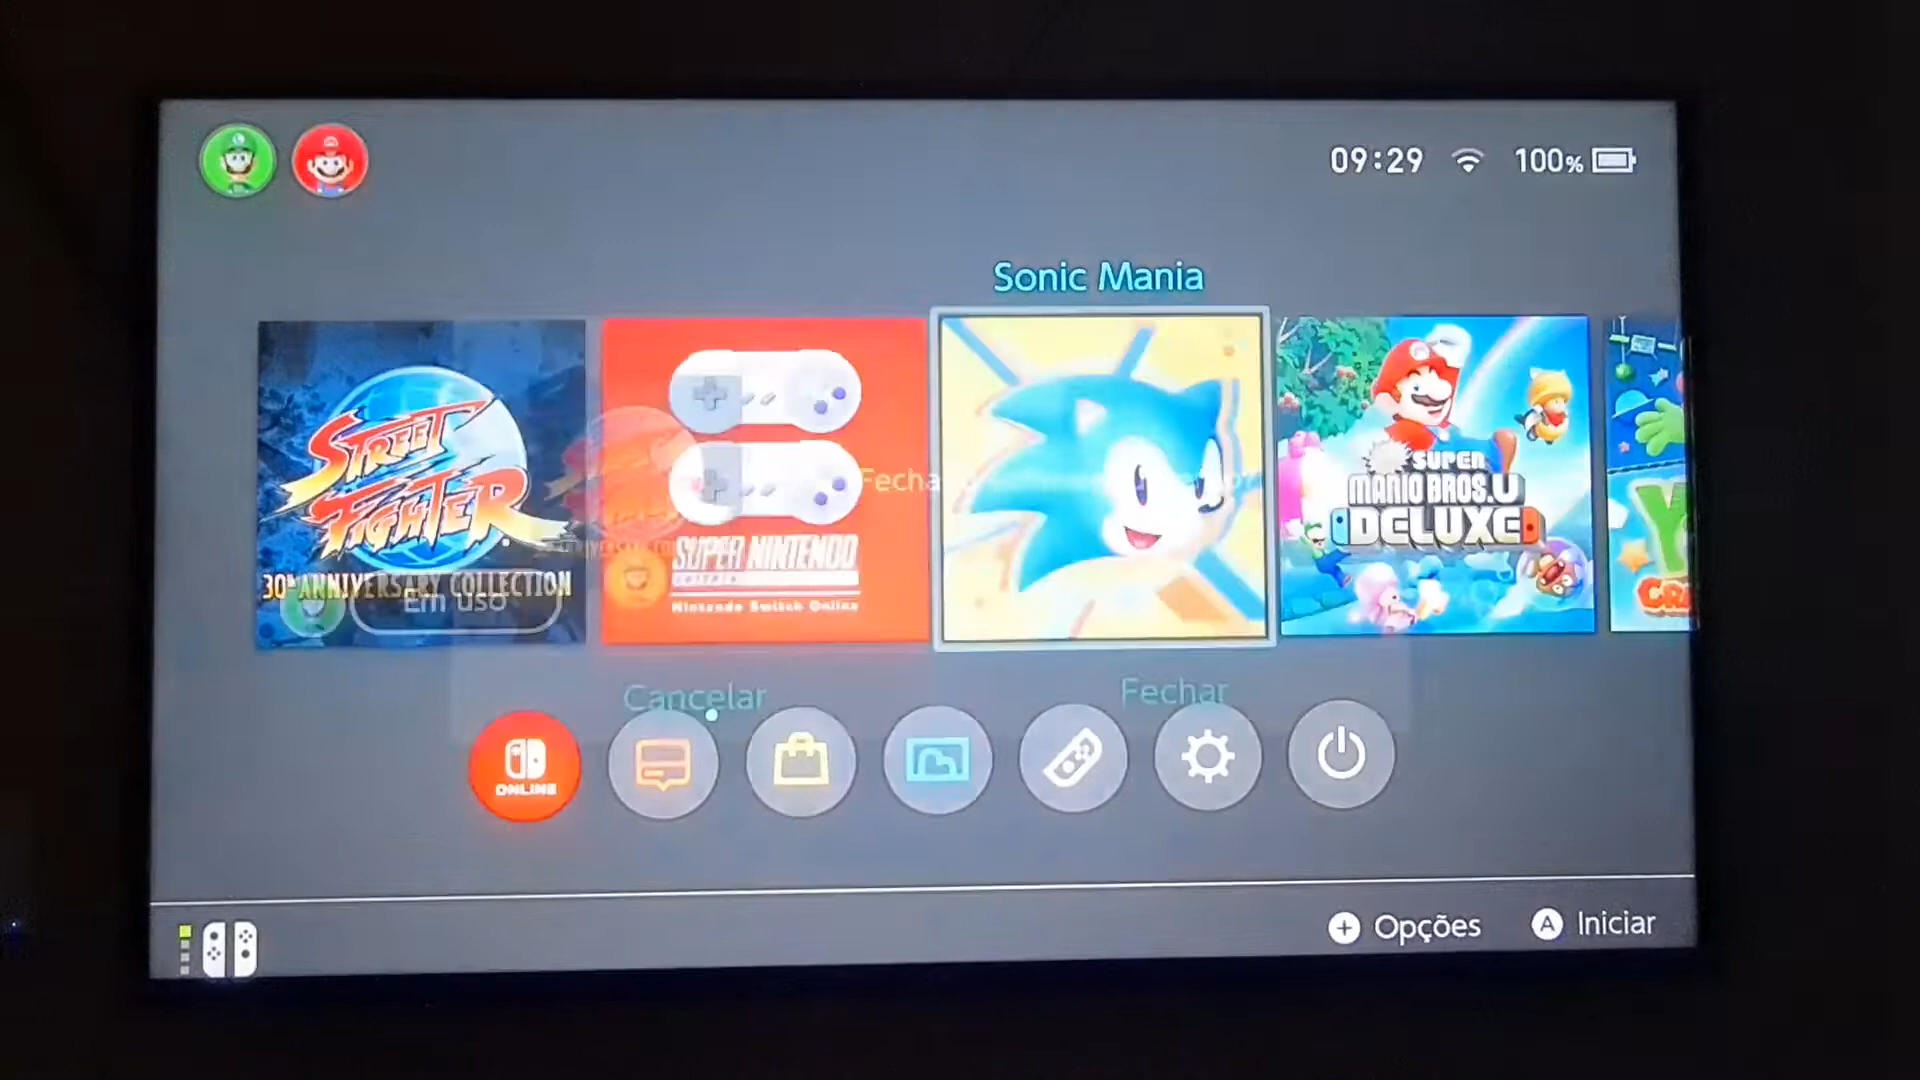 09:29
100%
Sonic Mania
STREET
FIGHTER
30th ANNIVERSARY COLLECTION
Em uso
SUPER NINTENDO
Nintendo Switch Online
Fechar
SUPER
MARIO BROS. U
DELUXE
Cancelar
Fechar
ONLINE
+ Opções
A Iniciar